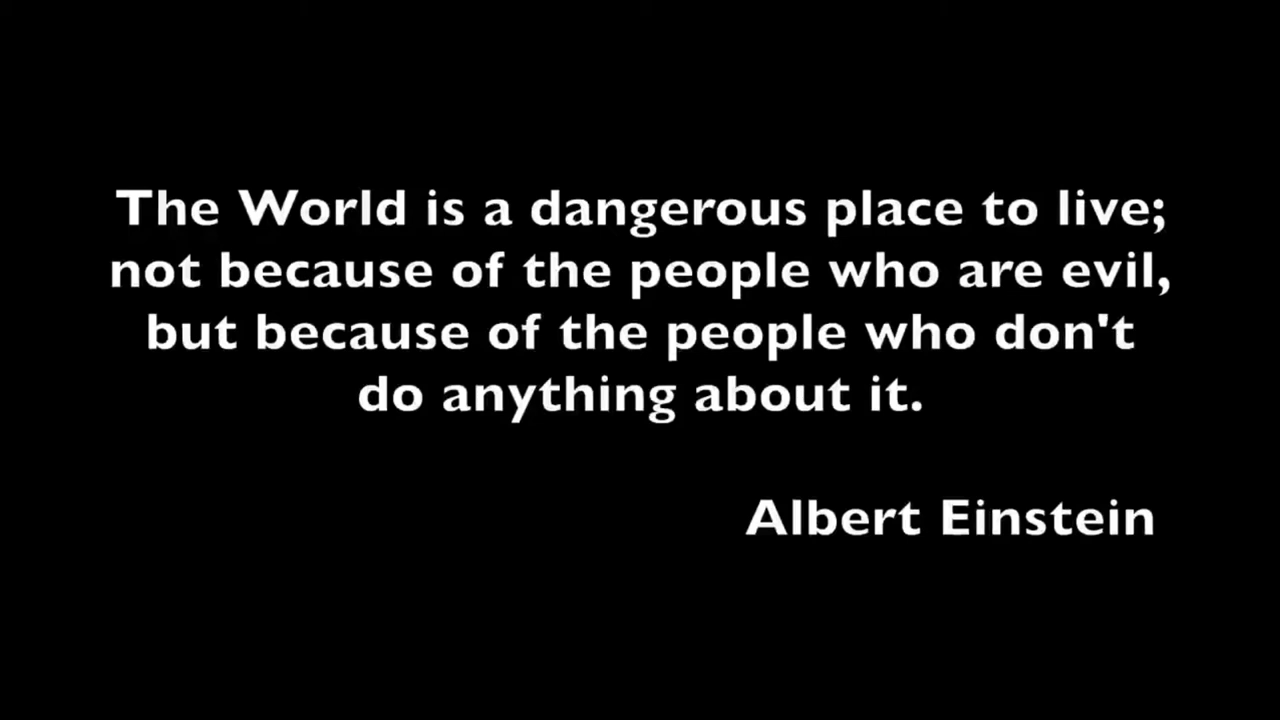 The World is a dangerous place to live;
not because of the people who are evil,
but because of the people who don't
do anything about it.
Albert Einstein